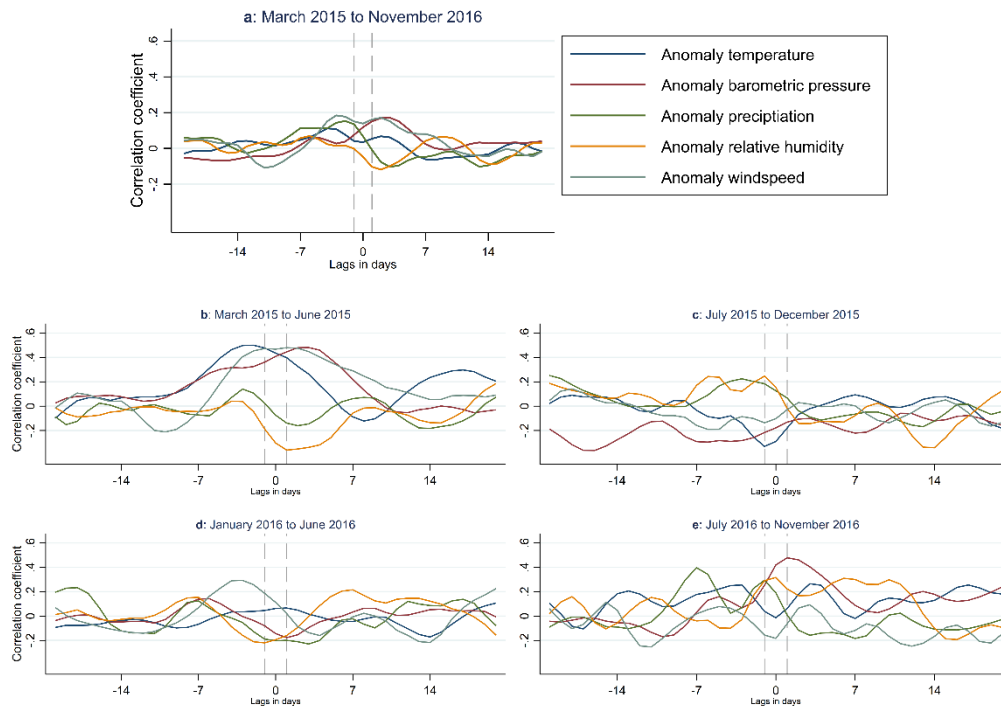 a: March 2015 to November 2016
Correlation coefficient
.6
.4
.2
0
-.2
-14
-7
0
7
14
Lags in days
Anomaly temperature
Anomaly barometric pressure
Anomaly preciptiation
Anomaly relative humidity
Anomaly windspeed
b: March 2015 to June 2015
Correlation coefficient
.6
.4
.2
0
-.2
-14
-7
0
7
14
Lags in days
c: July 2015 to December 2015
.6
.4
.2
0
-.2
-14
-7
0
7
14
Lags in days
d: January 2016 to June 2016
Correlation coefficient
.6
.4
.2
0
-.2
-14
-7
0
7
14
Lags in days
e: July 2016 to November 2016
.6
.4
.2
0
-.2
-14
-7
0
7
14
Lags in days